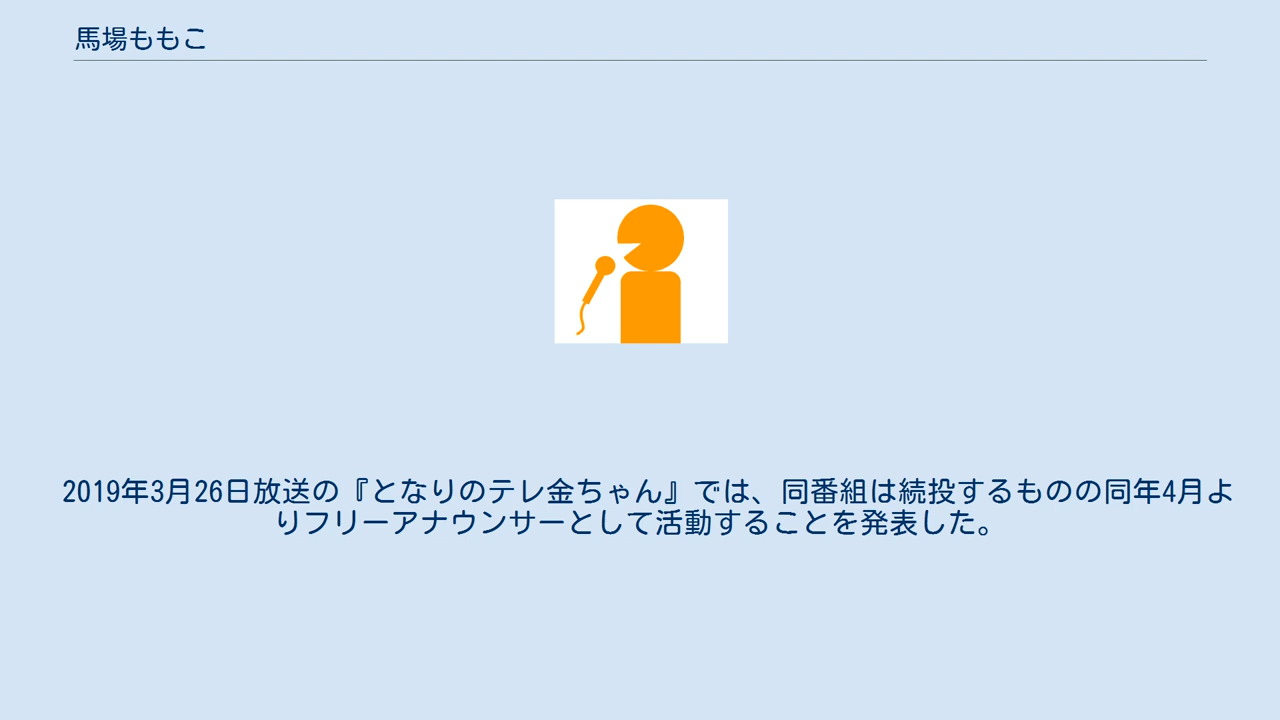 馬場ももこ
2019年3月26日放送の『となりのテレ金ちゃん』では、同番組は続投するものの同年4月よ
りフリーアナウンサーとして活動することを発表した。